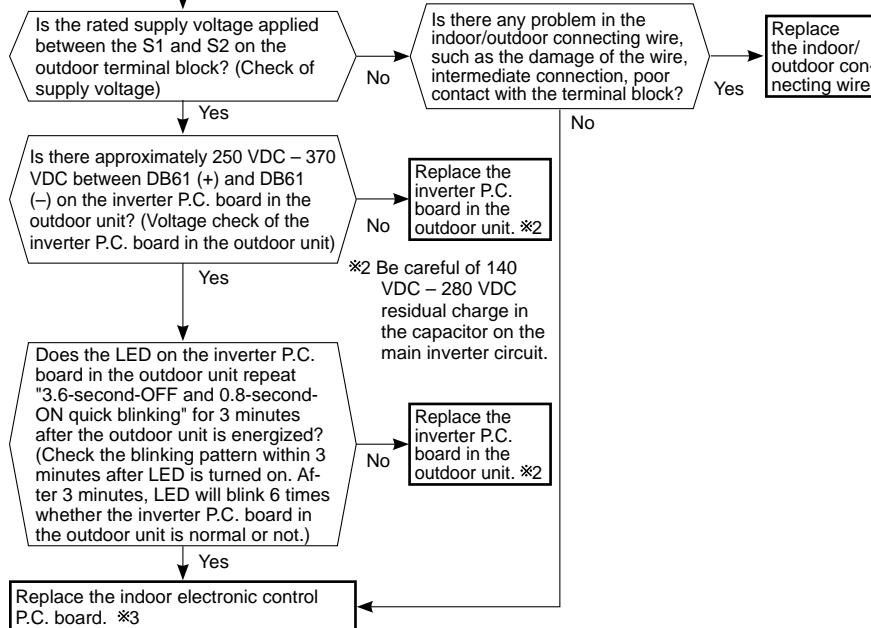 Is the rated supply voltage applied
between the S1 and S2 on the
outdoor terminal block? (Check of
supply voltage)
No
Is there any problem in the
indoor/outdoor connecting wire,
such as the damage of the wire,
intermediate connection, poor
contact with the terminal block?
Yes
Replace
the indoor/
outdoor con-
necting wire
Yes
No
Is there approximately 250 VDC – 370
VDC between DB61 (+) and DB61
(–) on the inverter P.C. board in the
outdoor unit? (Voltage check of the
inverter P.C. board in the outdoor unit)
No
Replace the
inverter P.C.
board in the
outdoor unit. ※2
Yes
※2 Be careful of 140
VDC – 280 VDC
residual charge in
the capacitor on the
main inverter circuit.
Does the LED on the inverter P.C.
board in the outdoor unit repeat
"3.6-second-OFF and 0.8-second-
ON quick blinking" for 3 minutes
after the outdoor unit is energized?
(Check the blinking pattern within 3
minutes after LED is turned on. Af-
ter 3 minutes, LED will blink 6 times
whether the inverter P.C. board in
the outdoor unit is normal or not.)
No
Replace the
inverter P.C.
board in the
outdoor unit. ※2
Yes
Replace the indoor electronic control
P.C. board. ※3